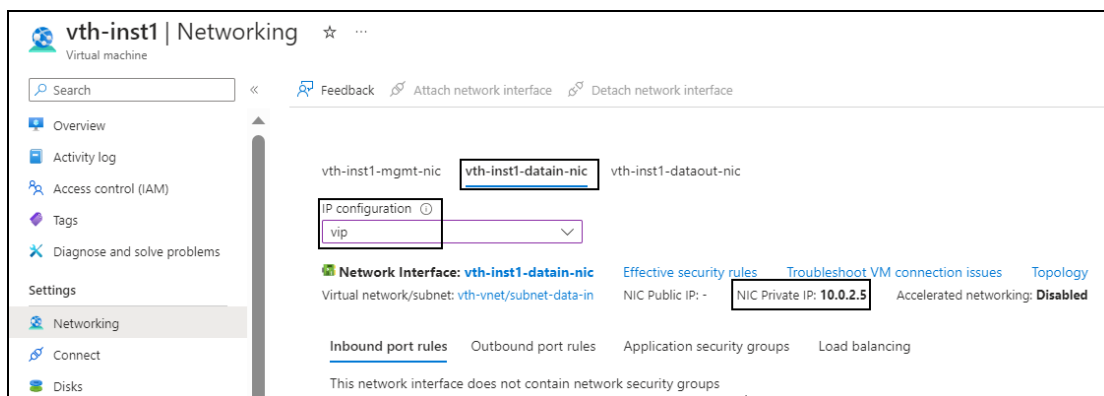 vth-inst1 | Networking ☆ ...
Virtual machine
Search «
Feedback Attach network interface Detach network interface
Overview
Activity log
Access control (IAM)
Tags
Diagnose and solve problems
Settings
Networking
Connect
Disks
vth-inst1-mgmt-nic vth-inst1-datain-nic vth-inst1-dataout-nic
IP configuration
vip
Network Interface: vth-inst1-datain-nic Effective security rules Troubleshoot VM connection issues Topology
Virtual network/subnet: vth-vnet/subnet-data-in NIC Public IP: - NIC Private IP: 10.0.2.5 Accelerated networking: Disabled
Inbound port rules Outbound port rules Application security groups Load balancing
This network interface does not contain network security groups